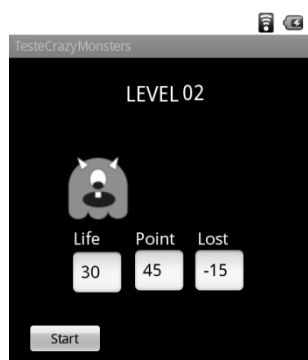 TesteCrazyMonsters
LEVEL 02
Life Point Lost
30 45 -15
Start